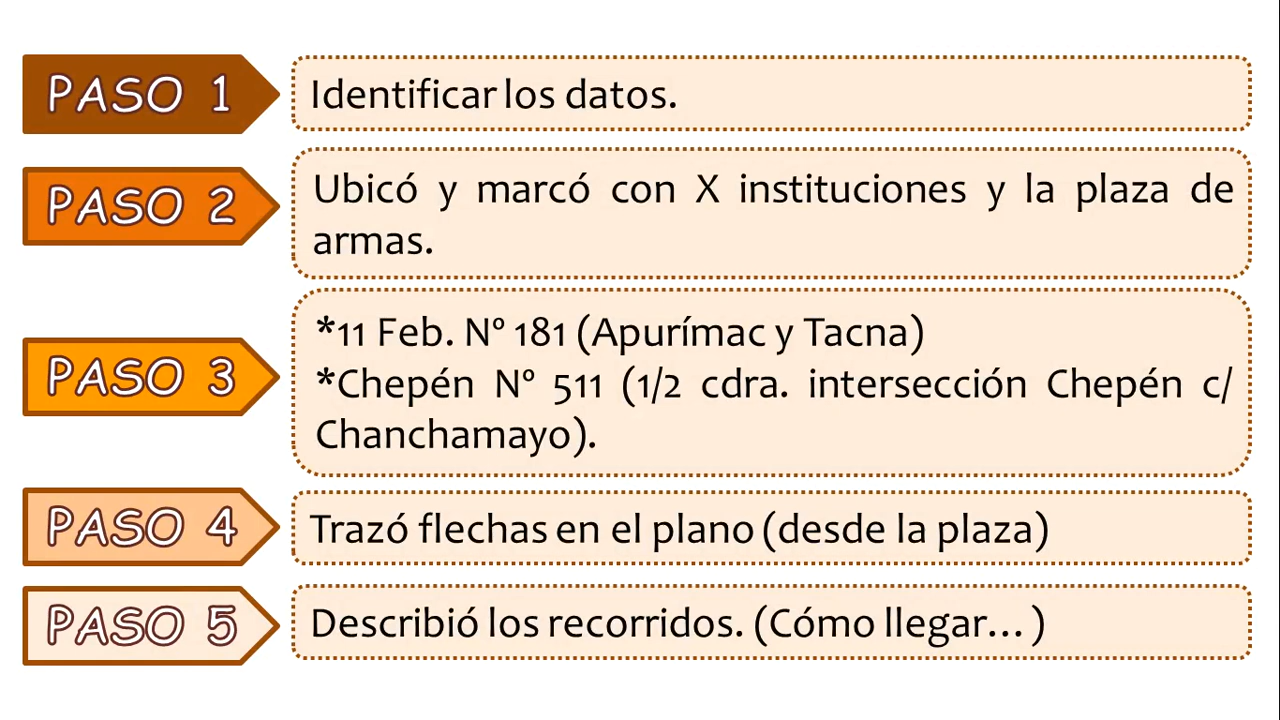 PASO 1
Identificar los datos.
PASO 2
Ubicó y marcó con X instituciones y la plaza de
armas.
PASO 3
*11 Feb. Nº 181 (Apurímac y Tacna)
*Chepén Nº 511 (1/2 cdra. intersección Chepén c/
Chanchamayo).
PASO 4
Trazó flechas en el plano (desde la plaza)
PASO 5
Describió los recorridos. (Cómo llegar... )